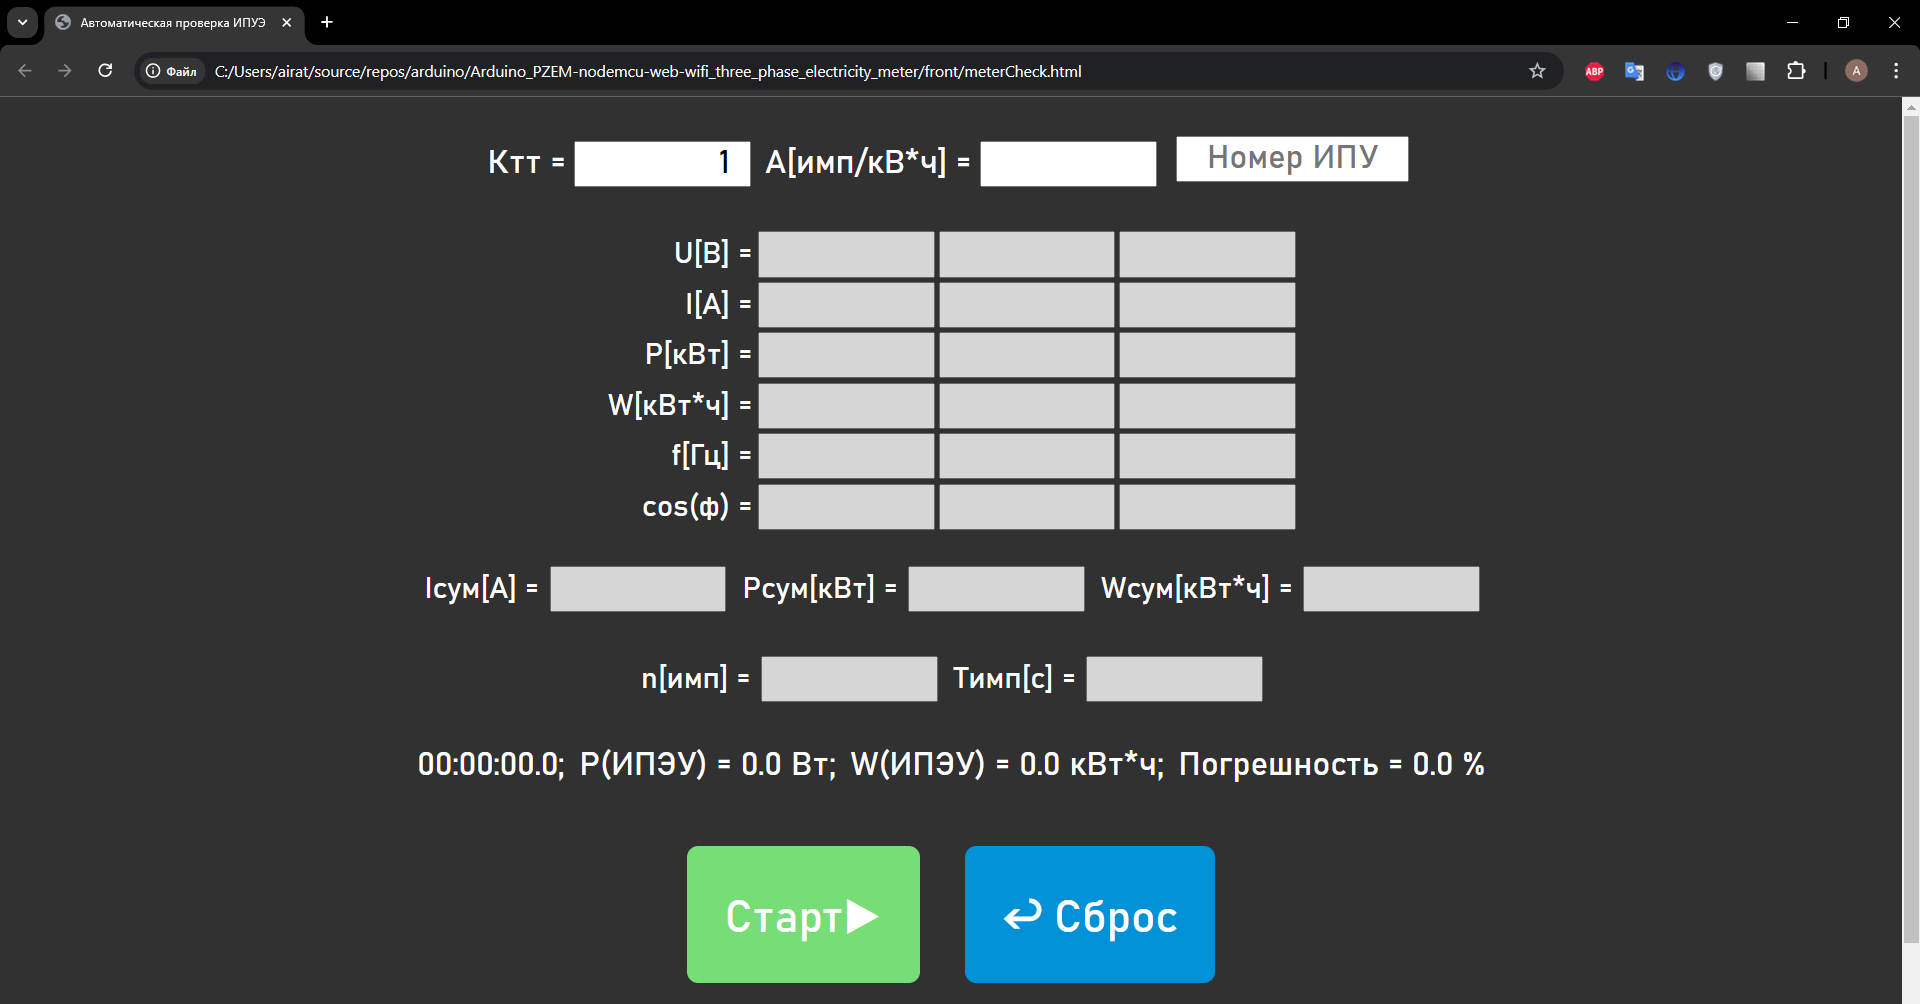 Автоматическая проверка ИПУЭ
Файл C:/Users/airat/source/repos/arduino/Arduino_PZEM-nodemcu-web-wifi_three_phase_electricity_meter/front/meterCheck.html
ABP
A
Ктт = 1 А[имп/кВ*ч] = Номер ИПУ
U[В] =
I[А] =
Р[кВт] =
W[кВт*ч] =
f[Гц] =
cos(ф) =
Iсум[А] = Рсум[кВт] = Wсум[кВт*ч] =
n[имп] = Тимп[с] =
00:00:00.0; Р(ИПЭУ) = 0.0 Вт; W(ИПЭУ) = 0.0 кВт*ч; Погрешность = 0.0 %
Старт▶
↩ Сброс